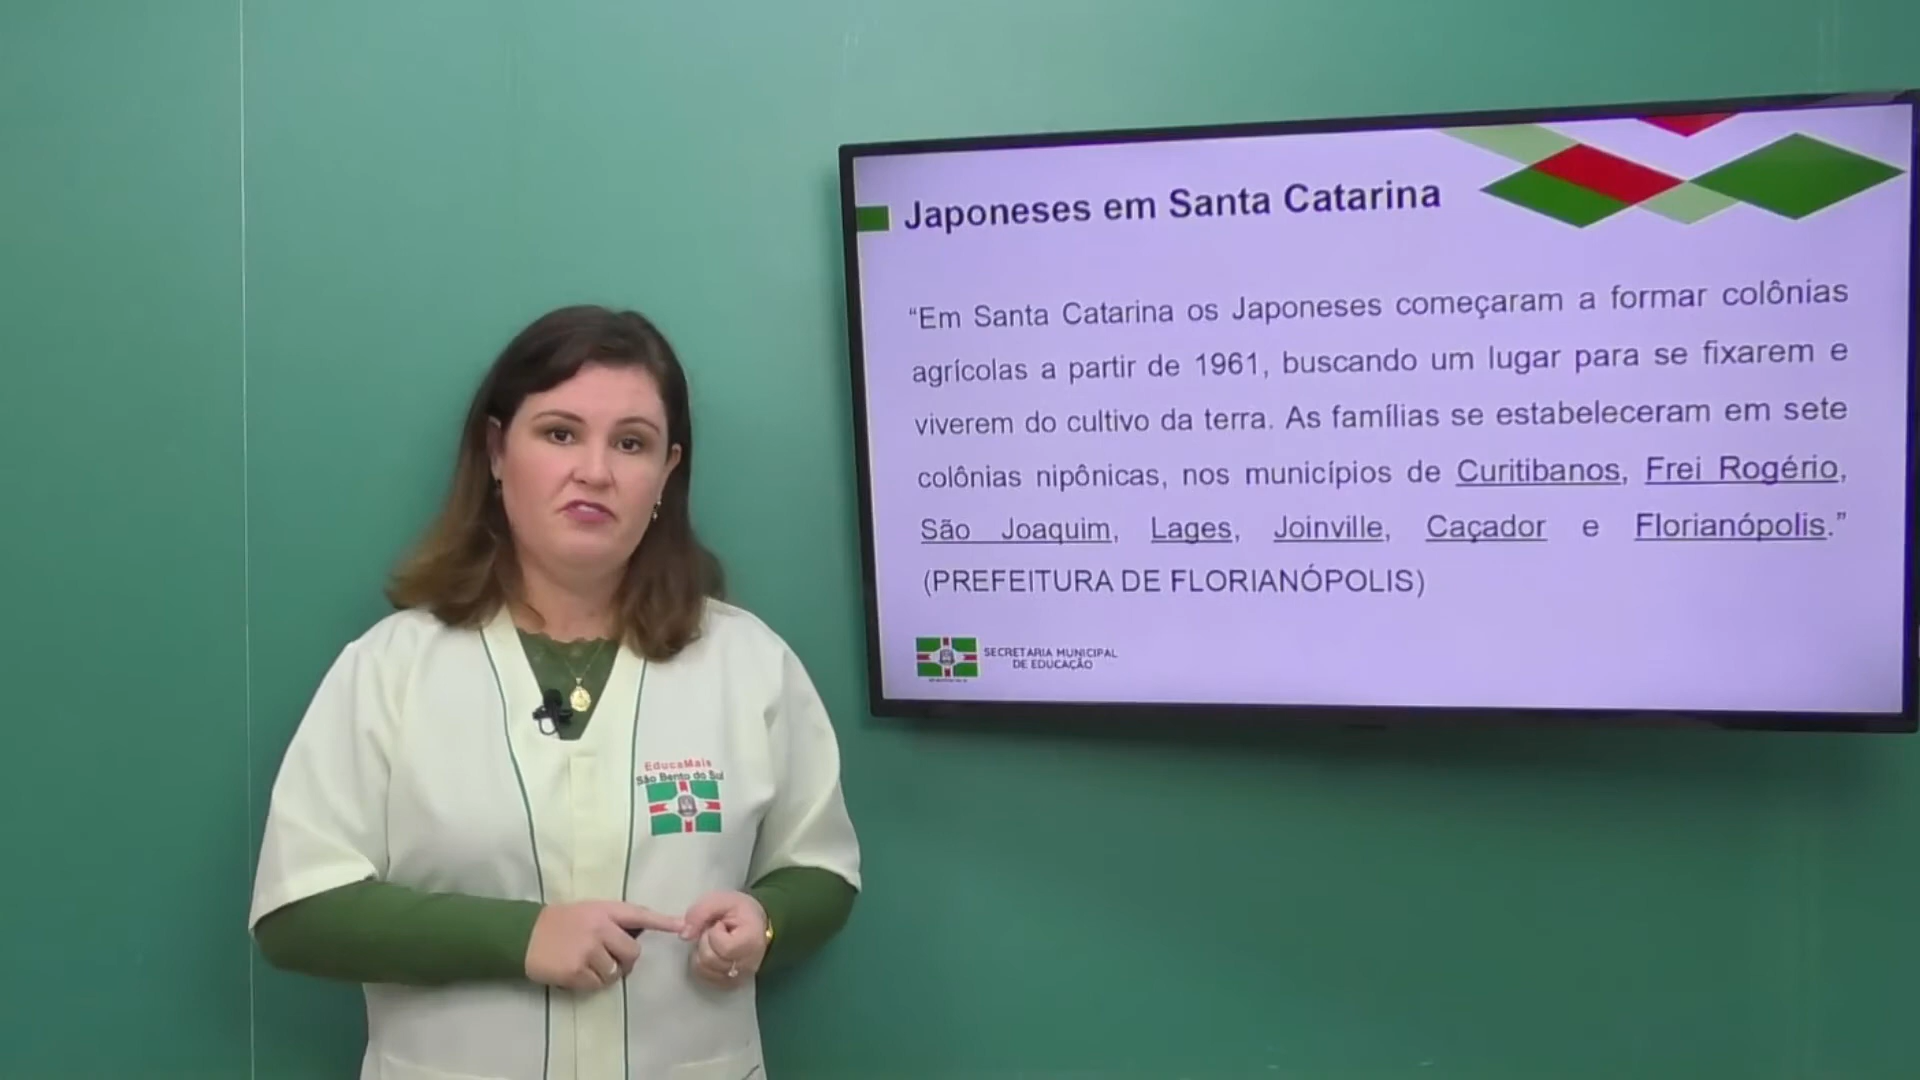 Japoneses em Santa Catarina
“Em Santa Catarina os Japoneses começaram a formar colônias
agrícolas a partir de 1961, buscando um lugar para se fixarem e
viverem do cultivo da terra. As famílias se estabeleceram em sete
colônias nipônicas, nos municípios de Curitibanos, Frei Rogério,
São Joaquim, Lages, Joinville, Caçador e Florianópolis.”
(PREFEITURA DE FLORIANÓPOLIS)
SECRETARIA MUNICIPAL
DE EDUCAÇÃO
EducaMais
São Bento do Sul